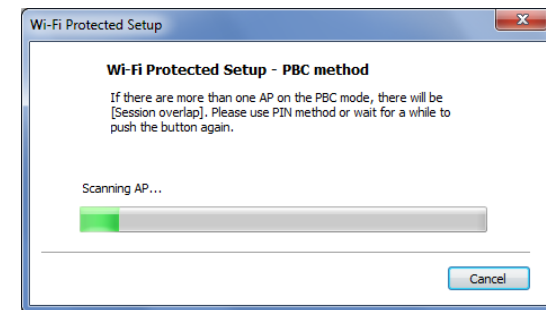 Wi-Fi Protected Setup
Wi-Fi Protected Setup - PBC method
If there are more than one AP on the PBC mode, there will be
[Session overlap]. Please use PIN method or wait for a while to
push the button again.
Scanning AP...
Cancel